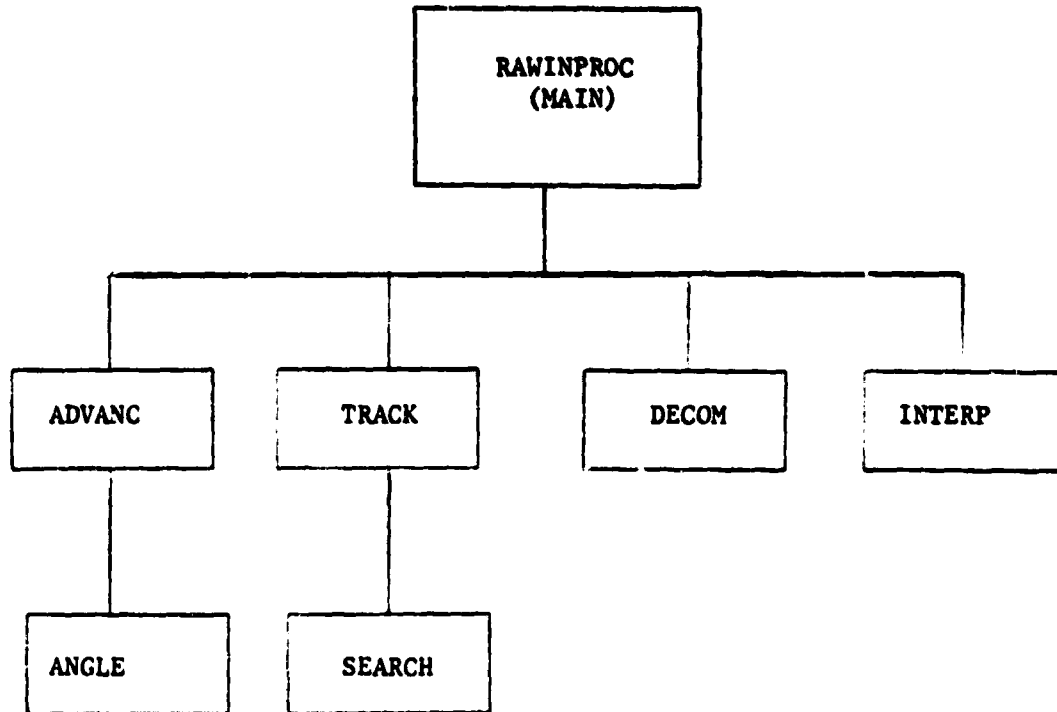 RAWINPROC
(MAIN)
ADVANC
TRACK
DECOM
INTERP
ANGLE
SEARCH